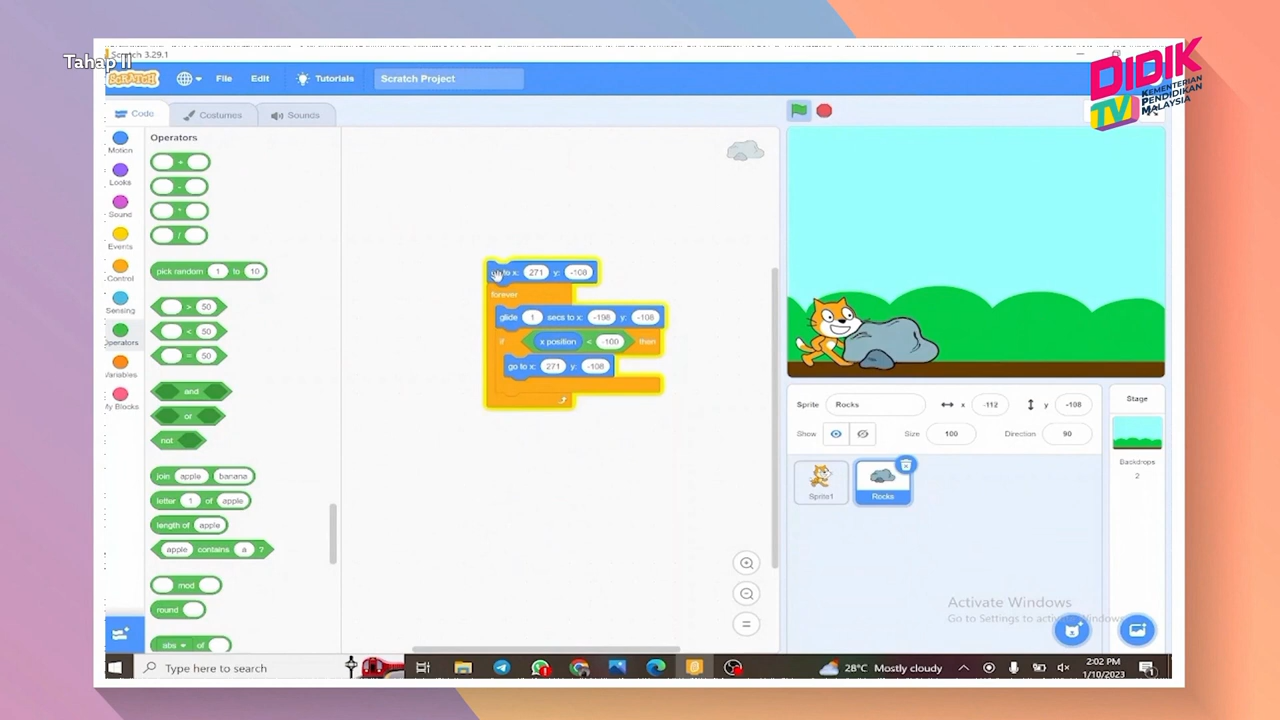 Tahap II
Scratch 3.29.1
SCRATCH
File
Edit
Tutorials
Scratch Project
DIDIK
TV
KEMENTERIAN
PENDIDIKAN
MALAYSIA
Code
Costumes
Sounds
Motion
Looks
Sound
Events
Control
Sensing
Operators
Variables
My Blocks
Operators
+
-
*
/
pick random 1 to 10
> 50
< 50
= 50
and
or
not
join apple banana
letter 1 of apple
length of apple
apple contains a ?
mod
round
abs of
go to x: 271 y: -108
forever
glide 1 secs to x: -198 y: -108
if x position < -100 then
go to x: 271 y: -108
Sprite Rocks x -112 y -108
Show Size 100 Direction 90
Sprite1
Rocks
Stage
Backdrops
2
Activate Windows
Go to Settings to activate Windows
Type here to search
28°C Mostly cloudy
2:02 PM
1/10/2023
1